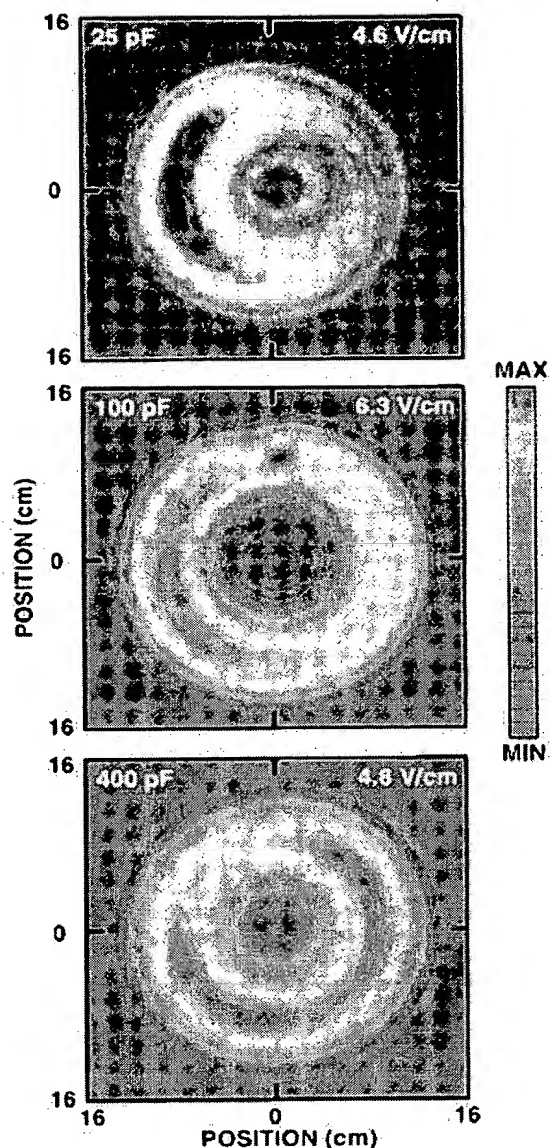 16
25 pF 4.6 V/cm
0
16
MAX
16
100 pF 6.3 V/cm
POSITION (cm)
0
16
MIN
16
400 pF 4.8 V/cm
0
16
16 0 16
POSITION (cm)